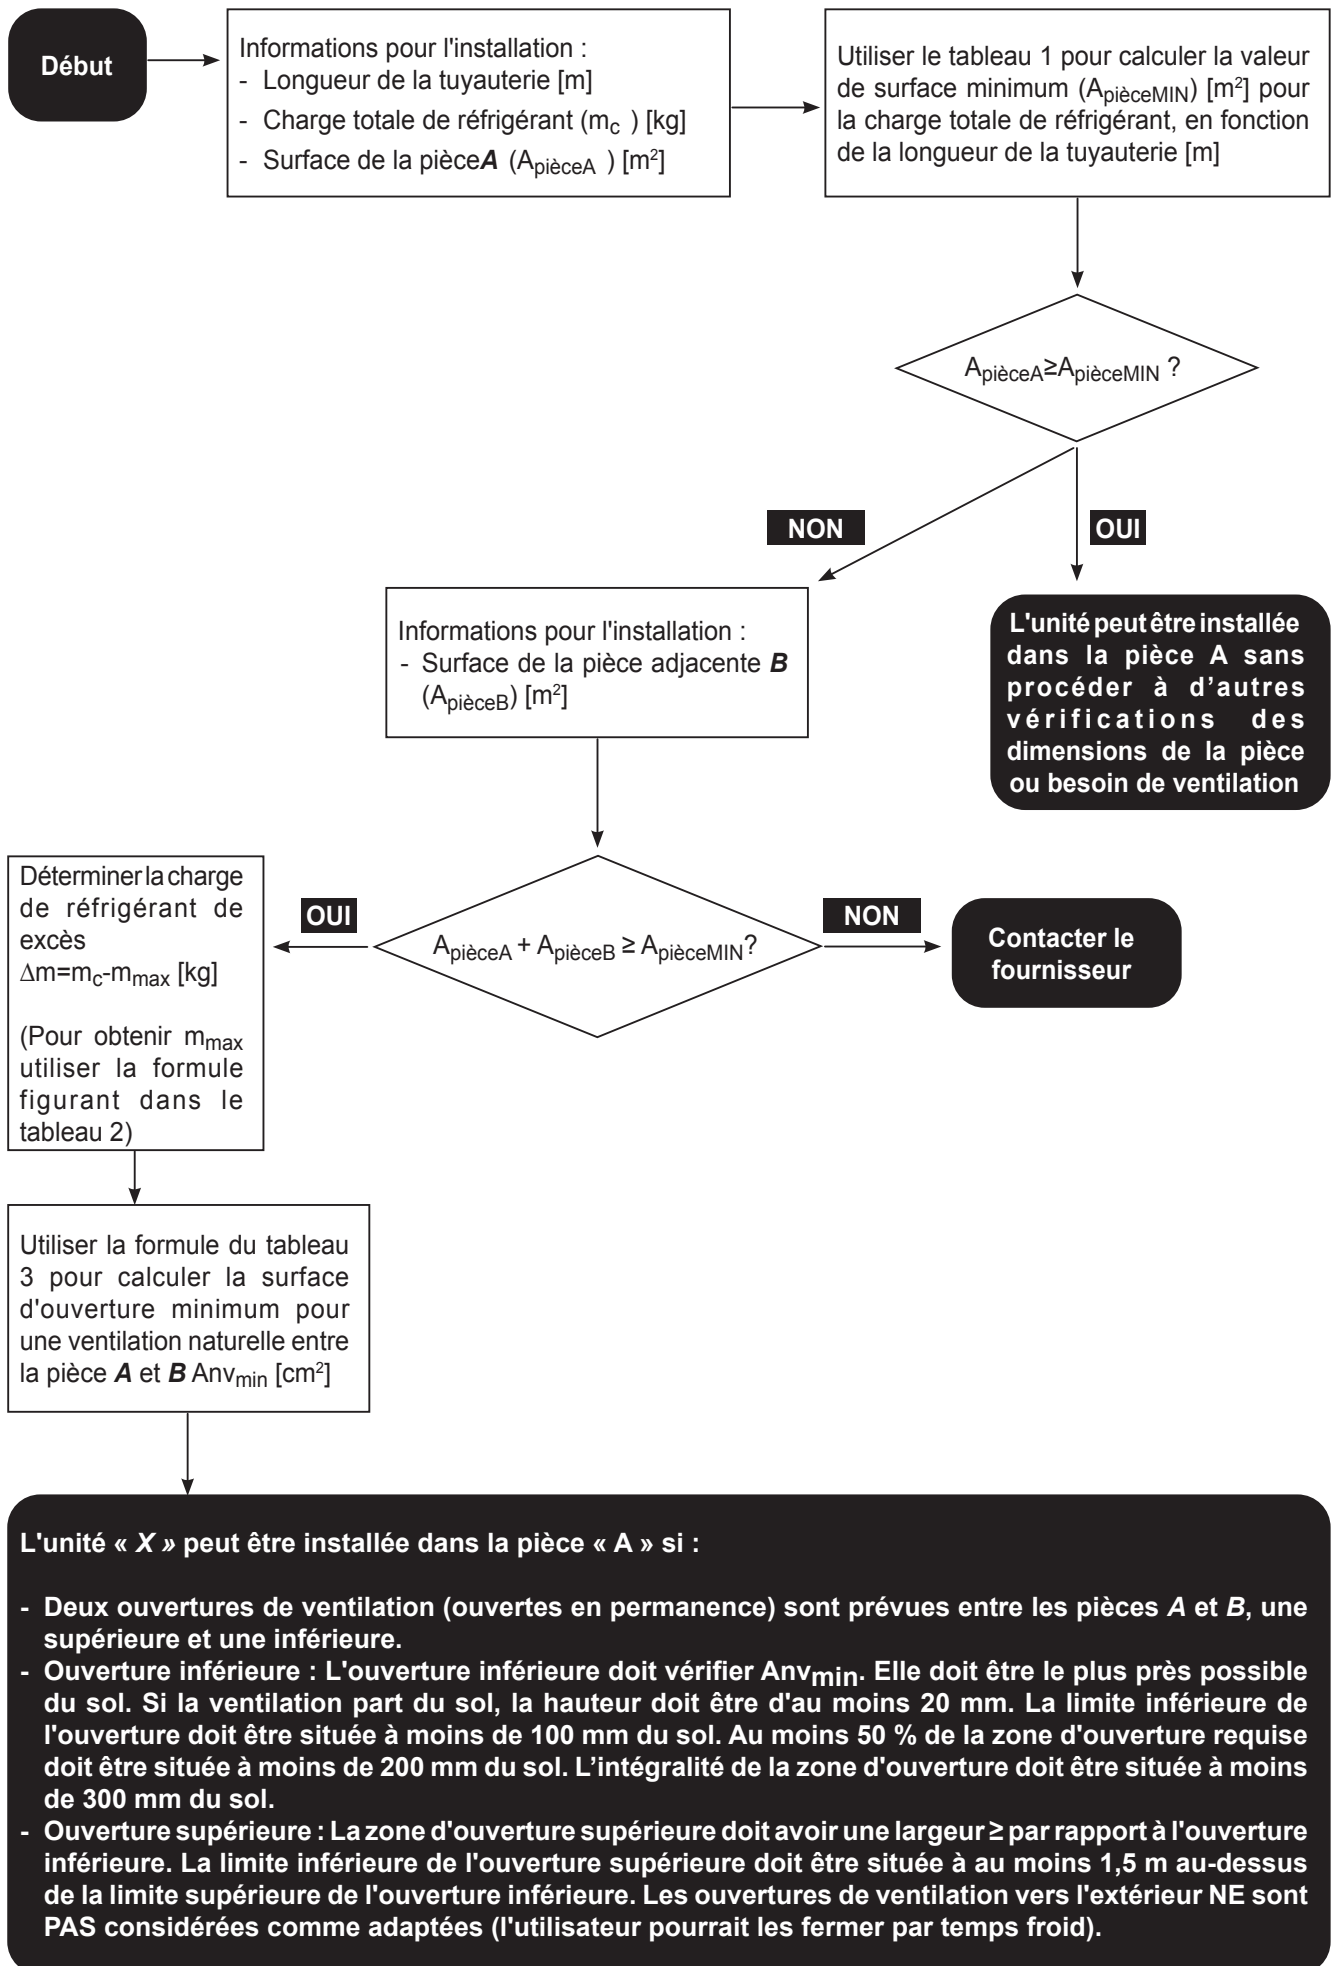 Début
Informations pour l'installation :
- Longueur de la tuyauterie [m]
- Charge totale de réfrigérant (mc ) [kg]
- Surface de la pièceA (ApièceA ) [m²]
Utiliser le tableau 1 pour calculer la valeur
de surface minimum (ApièceMIN) [m²] pour
la charge totale de réfrigérant, en fonction
de la longueur de la tuyauterie [m]
ApièceA≥ApièceMIN ?
NON
OUI
Informations pour l'installation :
- Surface de la pièce adjacente B
(ApièceB) [m²]
L'unité peut être installée
dans la pièce A sans
procéder à d’autres
vérifications des
dimensions de la pièce
ou besoin de ventilation
Déterminer la charge
de réfrigérant de
excès
Δm=mc-mmax [kg]
(Pour obtenir mmax
utiliser la formule
figurant dans le
tableau 2)
OUI
ApièceA + ApièceB ≥ ApièceMIN?
NON
Contacter le
fournisseur
Utiliser la formule du tableau
3 pour calculer la surface
d'ouverture minimum pour
une ventilation naturelle entre
la pièce A et B Anvmin [cm²]
L'unité « X » peut être installée dans la pièce « A » si :
- Deux ouvertures de ventilation (ouvertes en permanence) sont prévues entre les pièces A et B, une
supérieure et une inférieure.
- Ouverture inférieure : L'ouverture inférieure doit vérifier Anvmin. Elle doit être le plus près possible
du sol. Si la ventilation part du sol, la hauteur doit être d'au moins 20 mm. La limite inférieure de
l'ouverture doit être située à moins de 100 mm du sol. Au moins 50 % de la zone d'ouverture requise
doit être située à moins de 200 mm du sol. L’intégralité de la zone d'ouverture doit être située à moins
de 300 mm du sol.
- Ouverture supérieure : La zone d'ouverture supérieure doit avoir une largeur ≥ par rapport à l'ouverture
inférieure. La limite inférieure de l'ouverture supérieure doit être située à au moins 1,5 m au-dessus
de la limite supérieure de l'ouverture inférieure. Les ouvertures de ventilation vers l'extérieur NE sont
PAS considérées comme adaptées (l'utilisateur pourrait les fermer par temps froid).